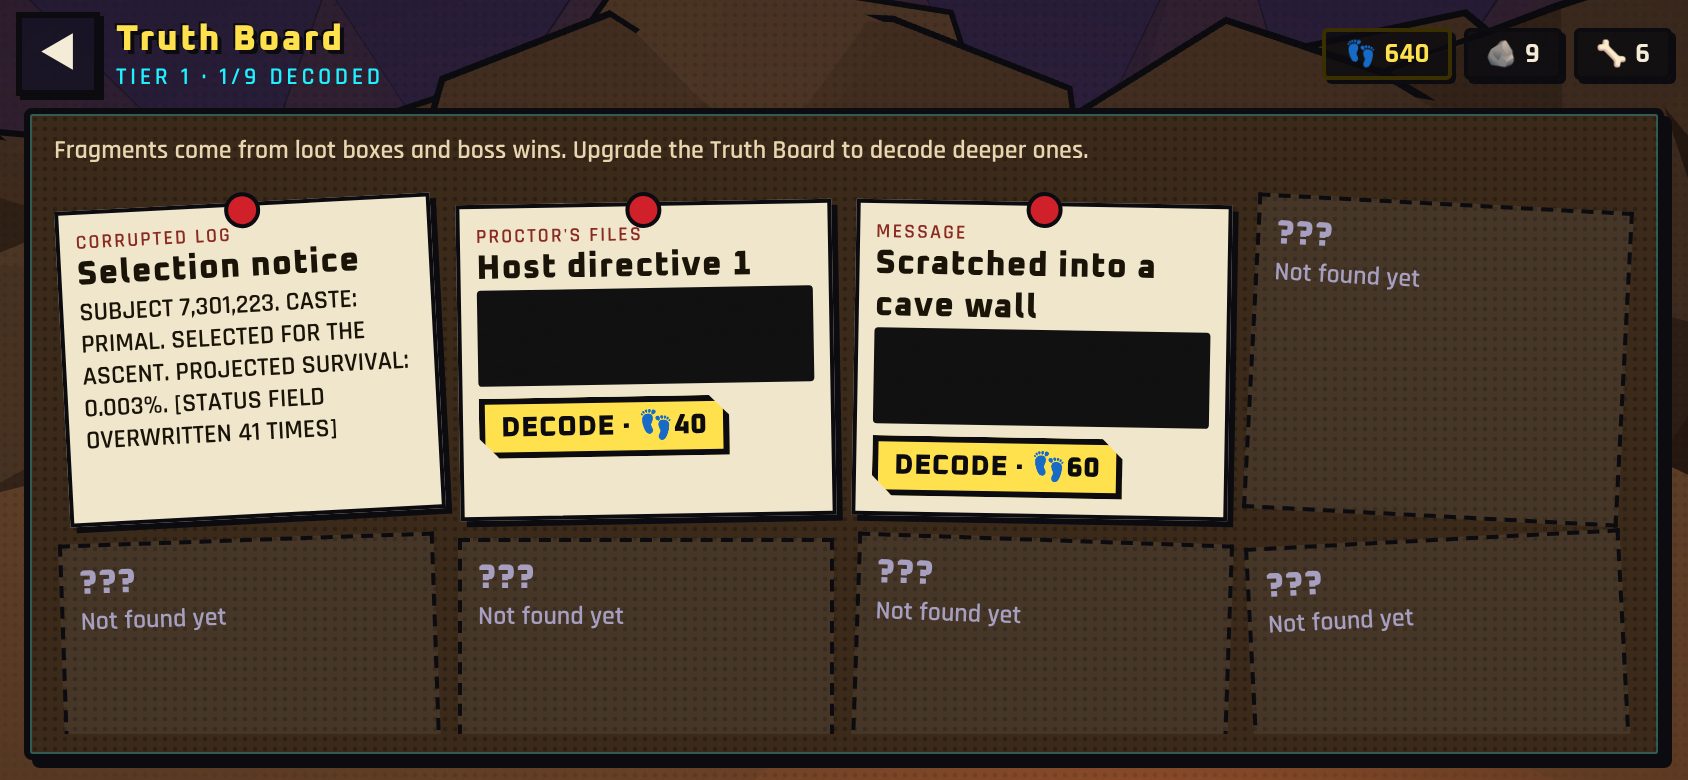 Truth Board
TIER 1 · 1/9 DECODED
640
9
6
Fragments come from loot boxes and boss wins. Upgrade the Truth Board to decode deeper ones.
CORRUPTED LOG
Selection notice
SUBJECT 7,301,223. CASTE:
PRIMAL. SELECTED FOR THE
ASCENT. PROJECTED SURVIVAL:
0.003%. [STATUS FIELD
OVERWRITTEN 41 TIMES]
PROCTOR'S FILES
Host directive 1
DECODE · 40
MESSAGE
Scratched into a
cave wall
DECODE · 60
???
Not found yet
???
Not found yet
???
Not found yet
???
Not found yet
???
Not found yet